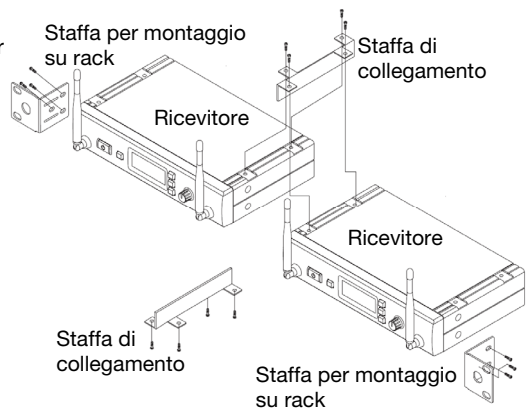 Staffa per montaggio
su rack
Staffa di
collegamento
Ricevitore
Ricevitore
Staffa di
collegamento
Staffa per montaggio
su rack